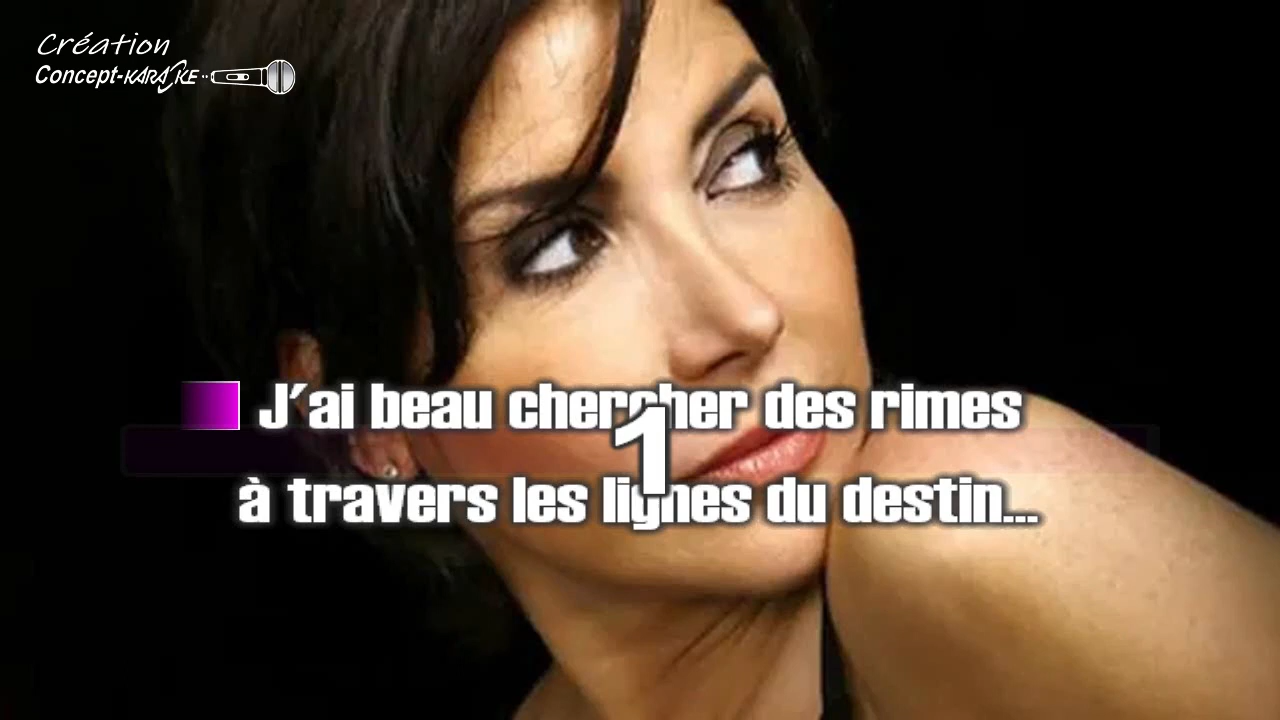 Création
Concept-KARAOKE
J'ai beau chercher des rimes
1
à travers les lignes du destin...